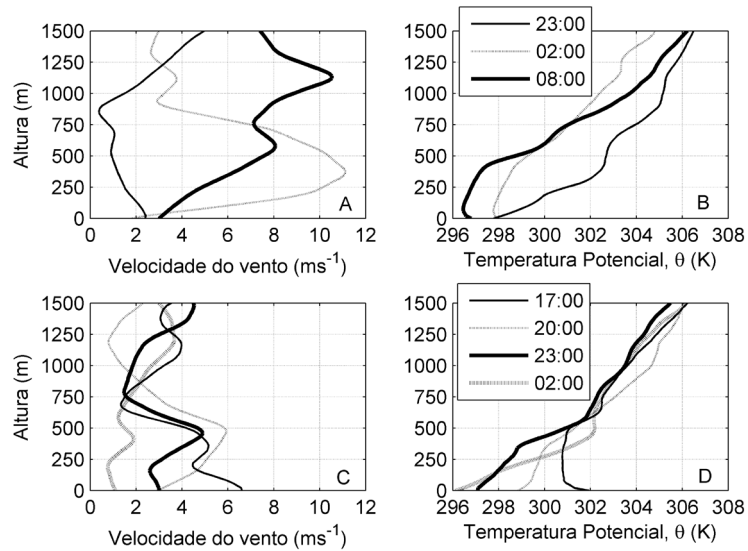 1500
1250
1000
750
500
250
0
Altura (m)
A
0 2 4 6 8 10 12
Velocidade do vento (ms⁻¹)
23:00
02:00
08:00
1500
1250
1000
750
500
250
0
B
296 298 300 302 304 306 308
Temperatura Potencial, θ (K)
1500
1250
1000
750
500
250
0
Altura (m)
C
0 2 4 6 8 10 12
Velocidade do vento (ms⁻¹)
17:00
20:00
23:00
02:00
1500
1250
1000
750
500
250
0
D
296 298 300 302 304 306 308
Temperatura Potencial, θ (K)